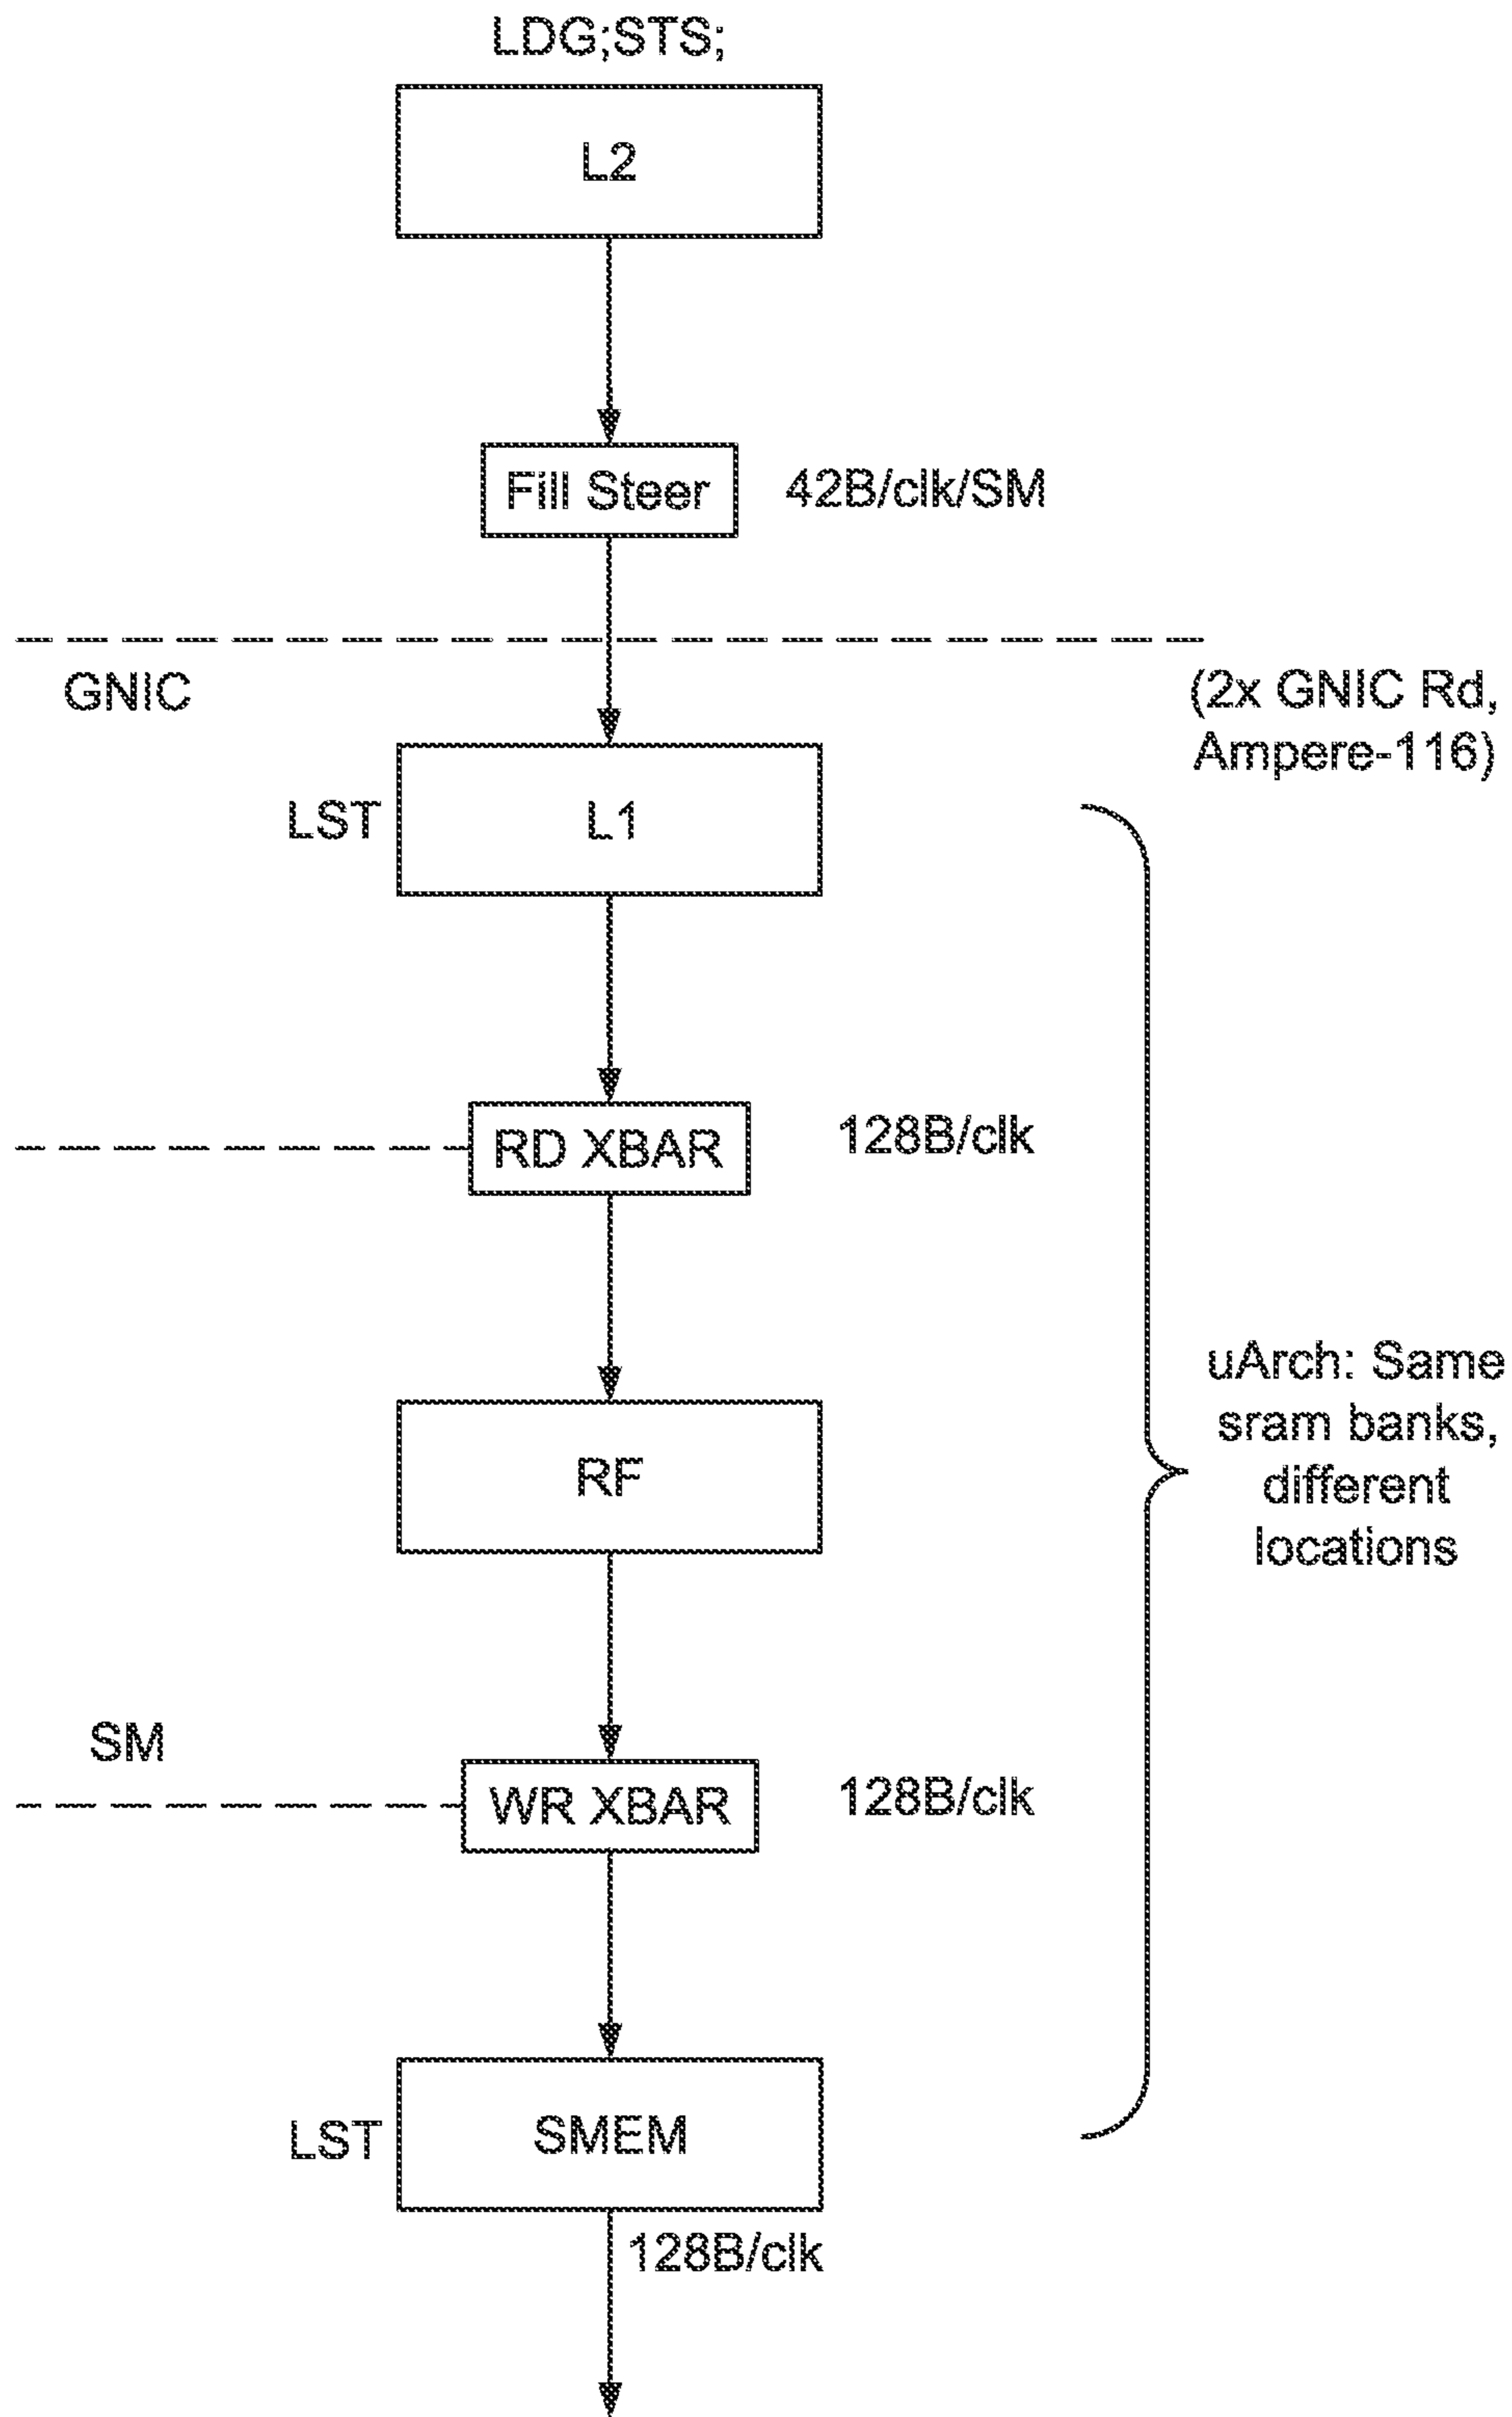 LDG;STS;
L2
Fill Steer
42B/clk/SM
GNIC
(2x GNIC Rd,
Ampere-116)
LST
L1
RD XBAR
128B/clk
uArch: Same
sram banks,
different
locations
RF
SM
WR XBAR
128B/clk
LST
SMEM
128B/clk